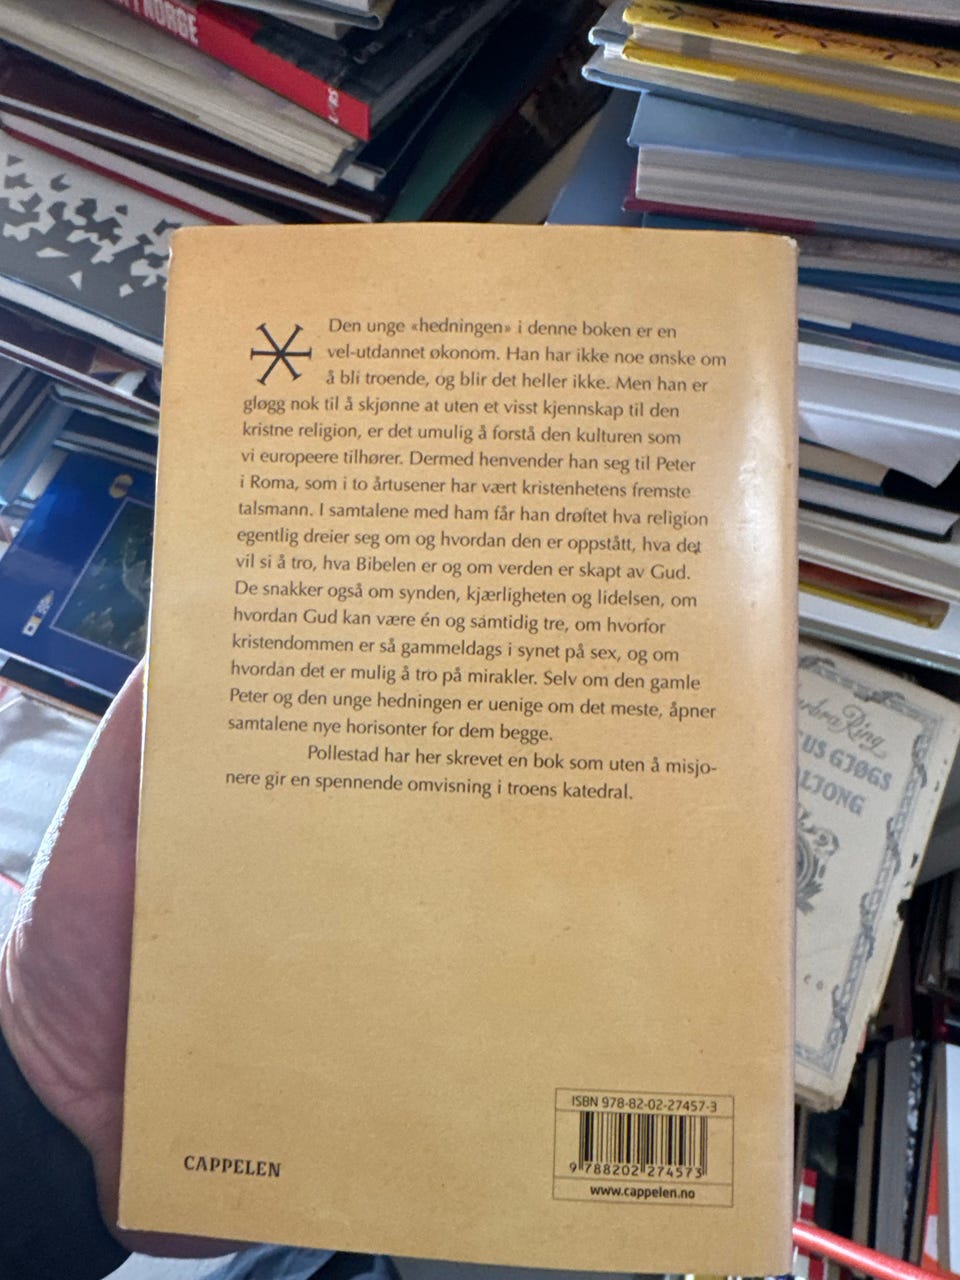 NORGE
Den unge «hedningen» i denne boken er en
vel-utdannet økonom. Han har ikke noe ønske om
å bli troende, og blir det heller ikke. Men han er
gløgg nok til å skjønne at uten et visst kjennskap til den
kristne religion, er det umulig å forstå den kulturen som
vi europeere tilhører. Dermed henvender han seg til Peter
i Roma, som i to årtusener har vært kristenhetens fremste
talsmann. I samtalene med ham får han drøftet hva religion
egentlig dreier seg om og hvordan den er oppstått, hva det
vil si å tro, hva Bibelen er og om verden er skapt av Gud.
De snakker også om synden, kjærligheten og lidelsen, om
hvordan Gud kan være én og samtidig tre, om hvorfor
kristendommen er så gammeldags i synet på sex, og om
hvordan det er mulig å tro på mirakler. Selv om den gamle
Peter og den unge hedningen er uenige om det meste, åpner
samtalene nye horisonter for dem begge.
Pollestad har her skrevet en bok som uten å misjo-
nere gir en spennende omvisning i troens katedral.
Ring
GJØGS
LJONG
ISBN 978-82-02-27457-3
9 788202 274573
www.cappelen.no
CAPPELEN